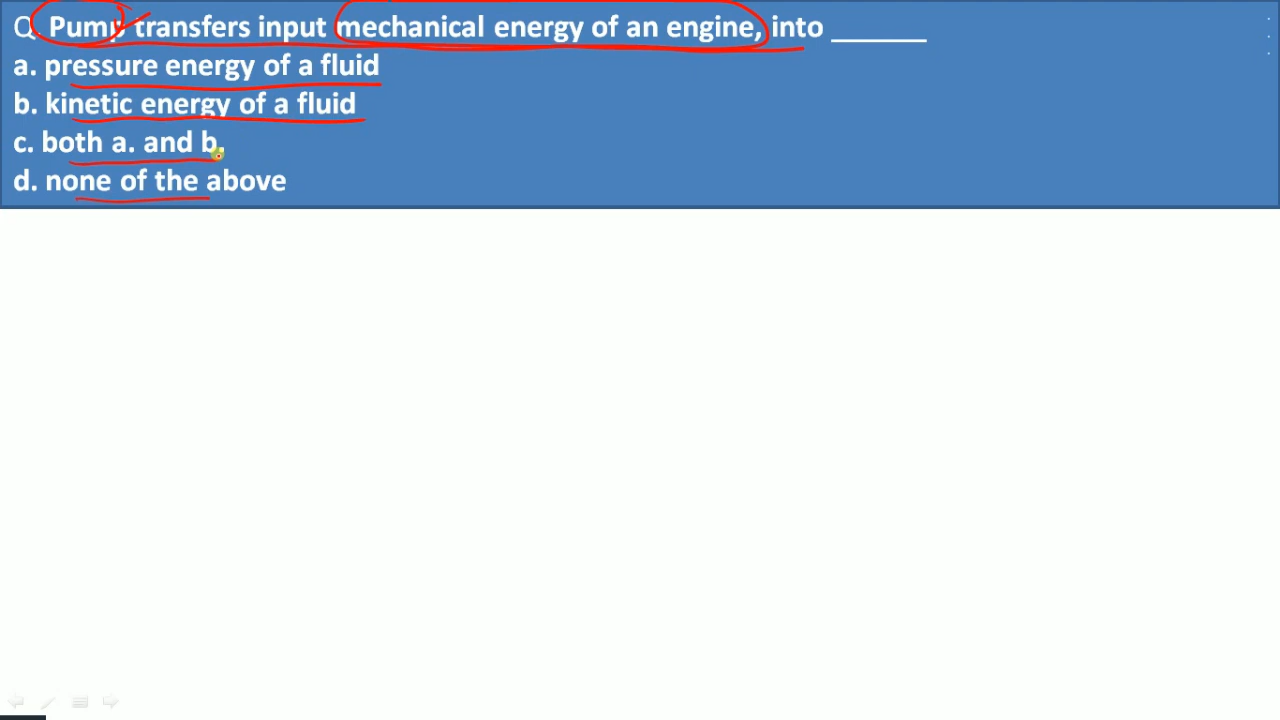 Q. Pump transfers input mechanical energy of an engine, into ______
a. pressure energy of a fluid
b. kinetic energy of a fluid
c. both a. and b.
d. none of the above